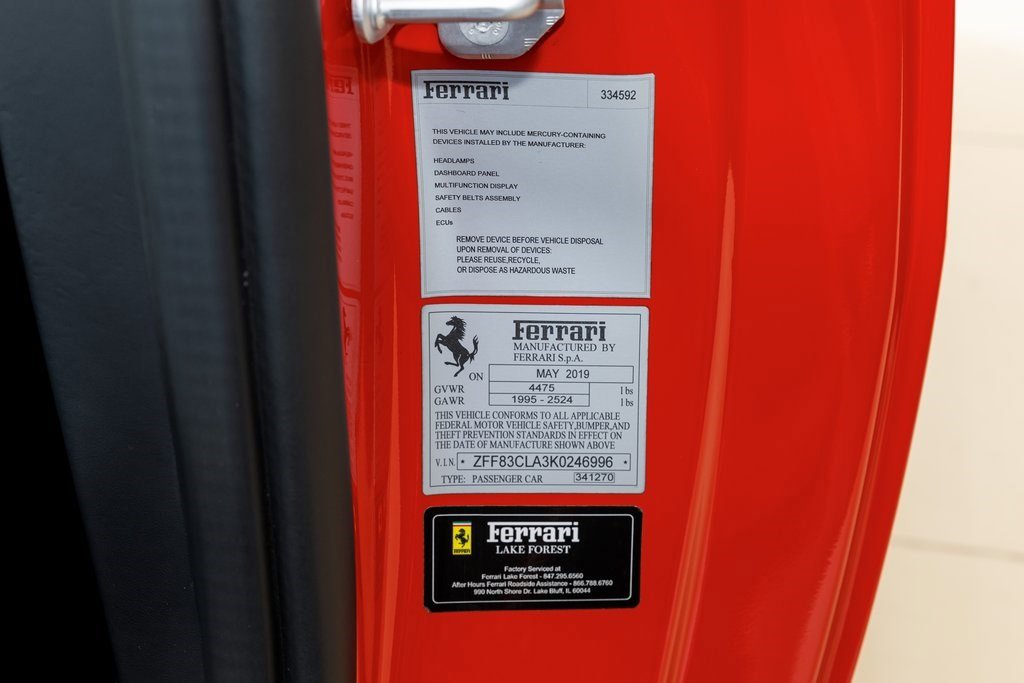 Ferrari 334592
THIS VEHICLE MAY INCLUDE MERCURY-CONTAINING
DEVICES INSTALLED BY THE MANUFACTURER:
HEADLAMPS
DASHBOARD PANEL
MULTIFUNCTION DISPLAY
SAFETY BELTS ASSEMBLY
CABLES
ECUs
REMOVE DEVICE BEFORE VEHICLE DISPOSAL
UPON REMOVAL OF DEVICES:
PLEASE REUSE,RECYCLE,
OR DISPOSE AS HAZARDOUS WASTE
Ferrari
MANUFACTURED BY
FERRARI S.p.A.
ON MAY 2019
GVWR 4475 lbs
GAWR 1995 - 2524 lbs
THIS VEHICLE CONFORMS TO ALL APPLICABLE
FEDERAL MOTOR VEHICLE SAFETY,BUMPER,AND
THEFT PREVENTION STANDARDS IN EFFECT ON
THE DATE OF MANUFACTURE SHOWN ABOVE
V.I.N. * ZFF83CLA3K0246996 *
TYPE: PASSENGER CAR 341270
Ferrari
LAKE FOREST
Factory Serviced at
Ferrari Lake Forest - 847.295.6560
After Hours Ferrari Roadside Assistance - 866.788.6760
990 North Shore Dr. Lake Bluff, IL 60044